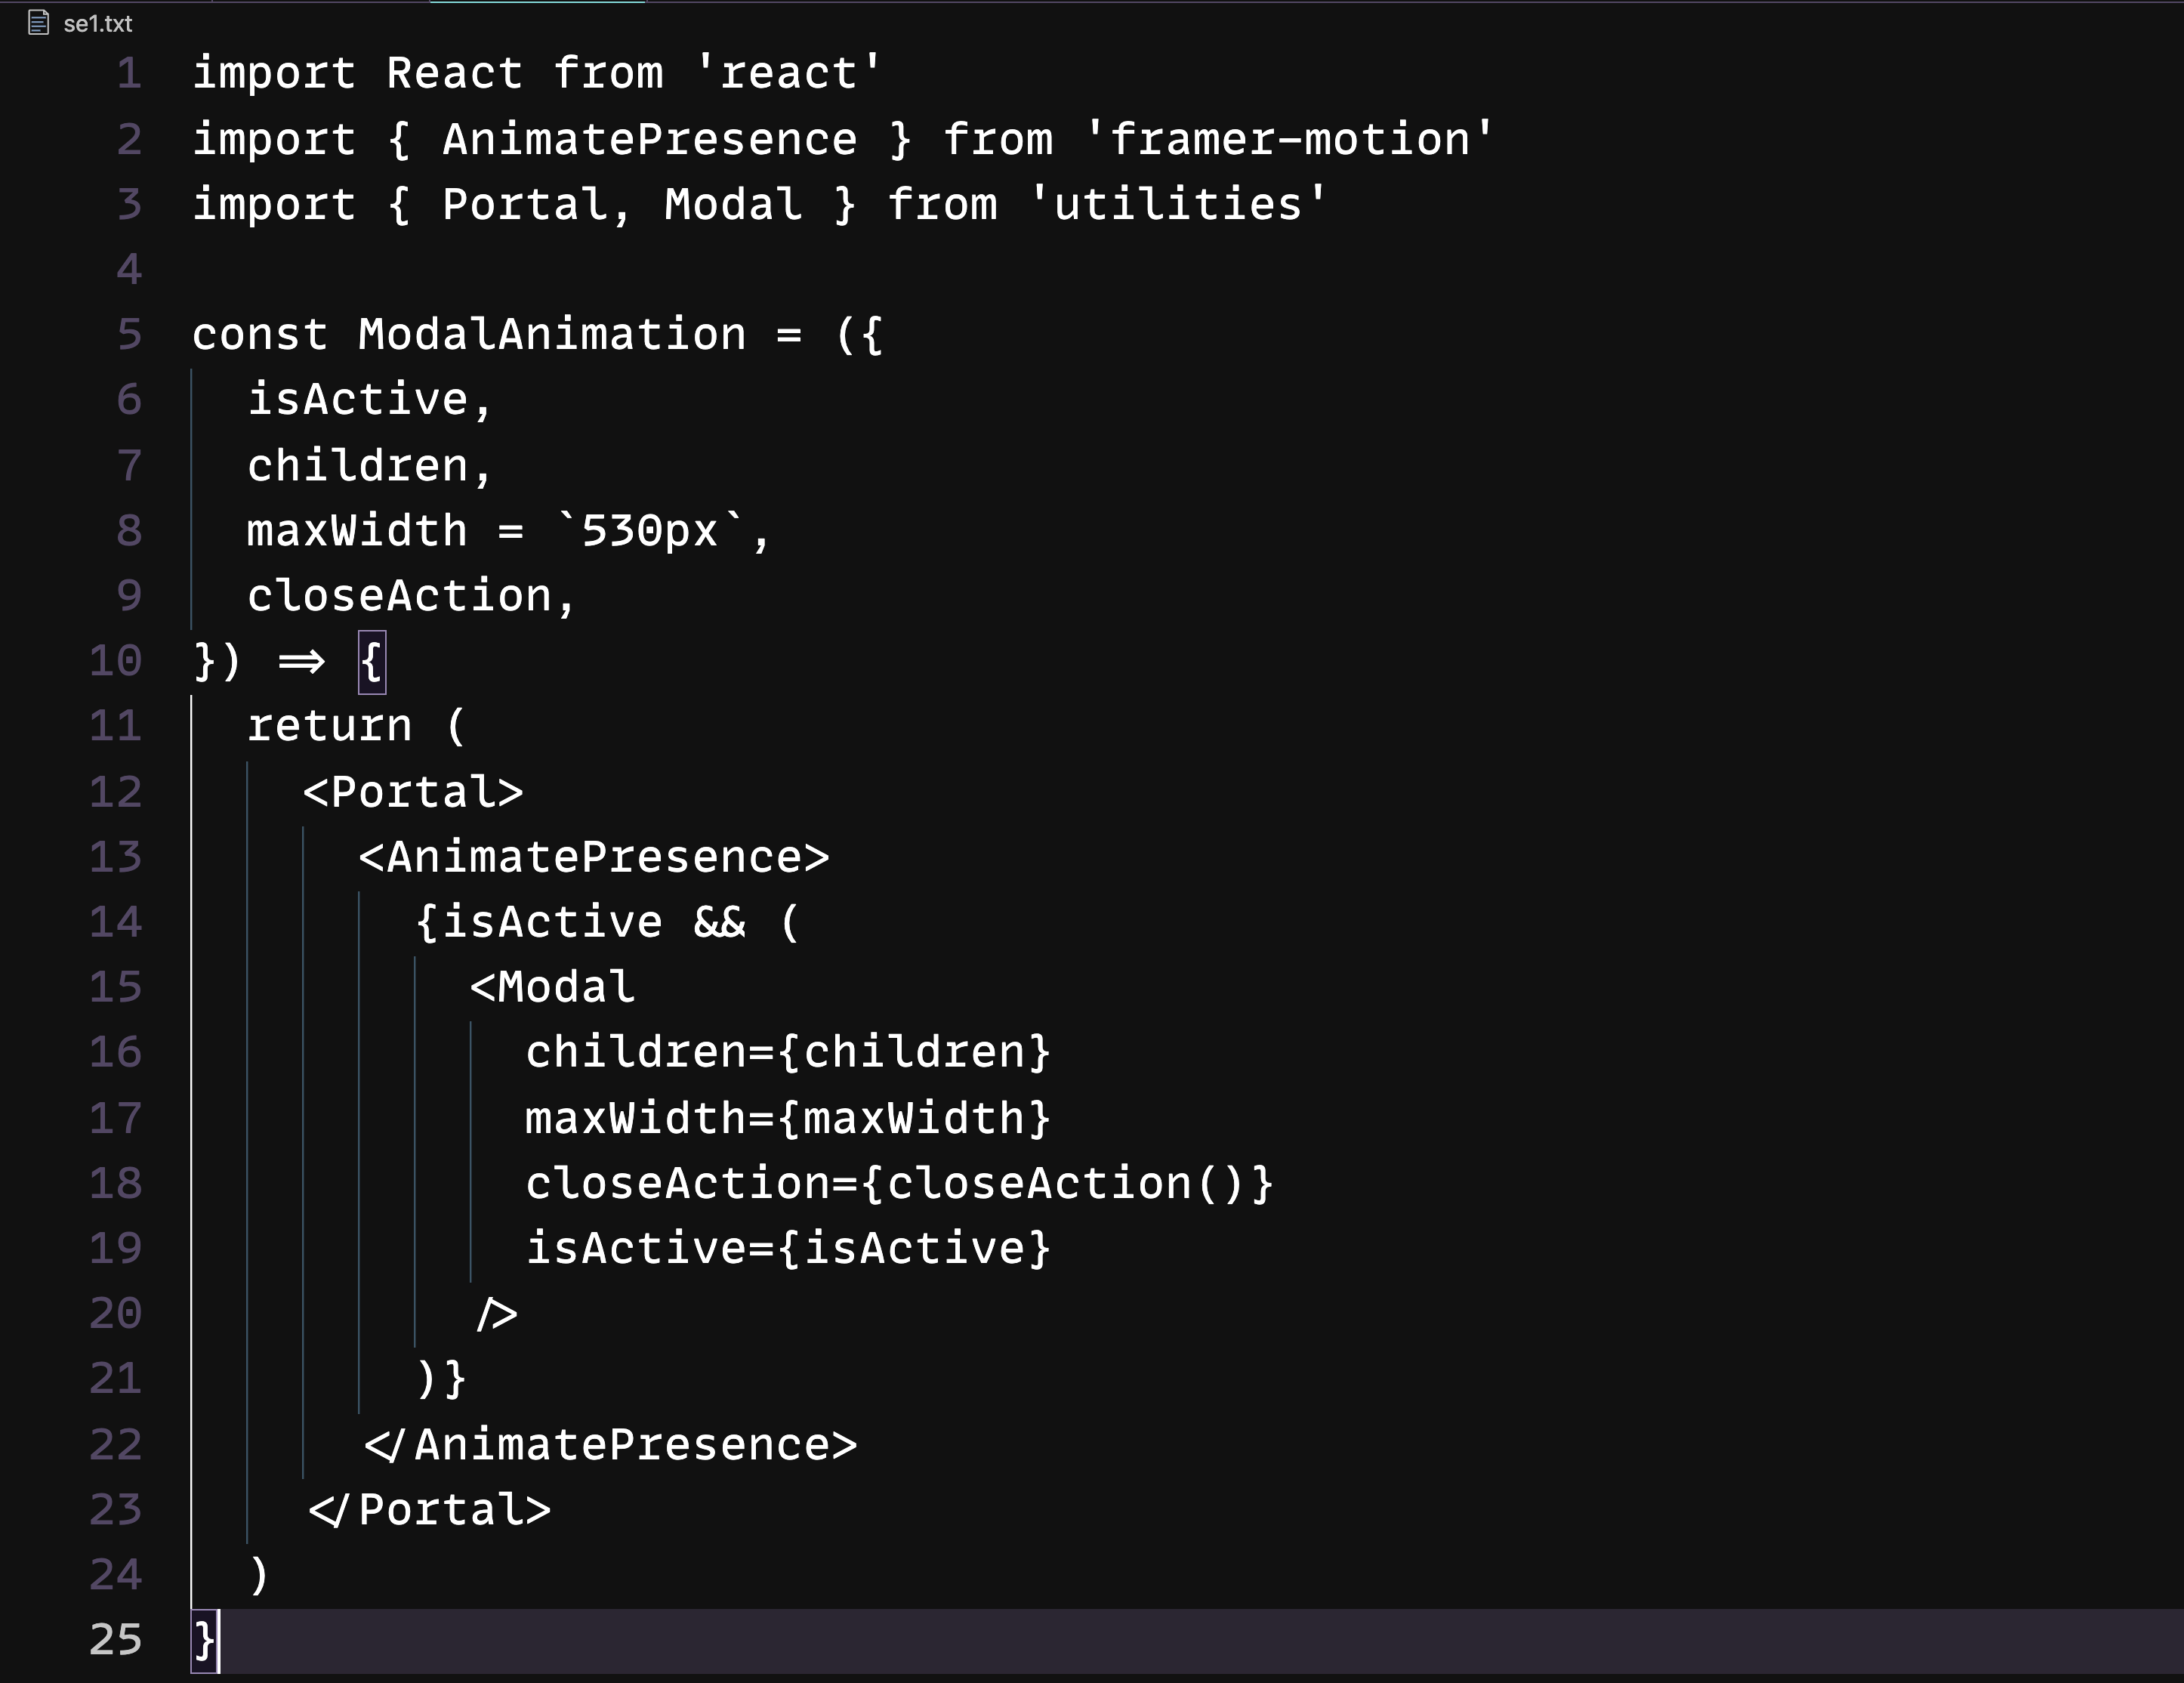 se1.txt
1 import React from 'react'
2 import { AnimatePresence } from 'framer-motion'
3 import { Portal, Modal } from 'utilities'
4
5 const ModalAnimation = ({
6   isActive,
7   children,
8   maxWidth = `530px`,
9   closeAction,
10 }) => {
11   return (
12     <Portal>
13       <AnimatePresence>
14         {isActive && (
15           <Modal
16             children={children}
17             maxWidth={maxWidth}
18             closeAction={closeAction()}
19             isActive={isActive}
20           />
21         )}
22       </AnimatePresence>
23     </Portal>
24   )
25 }